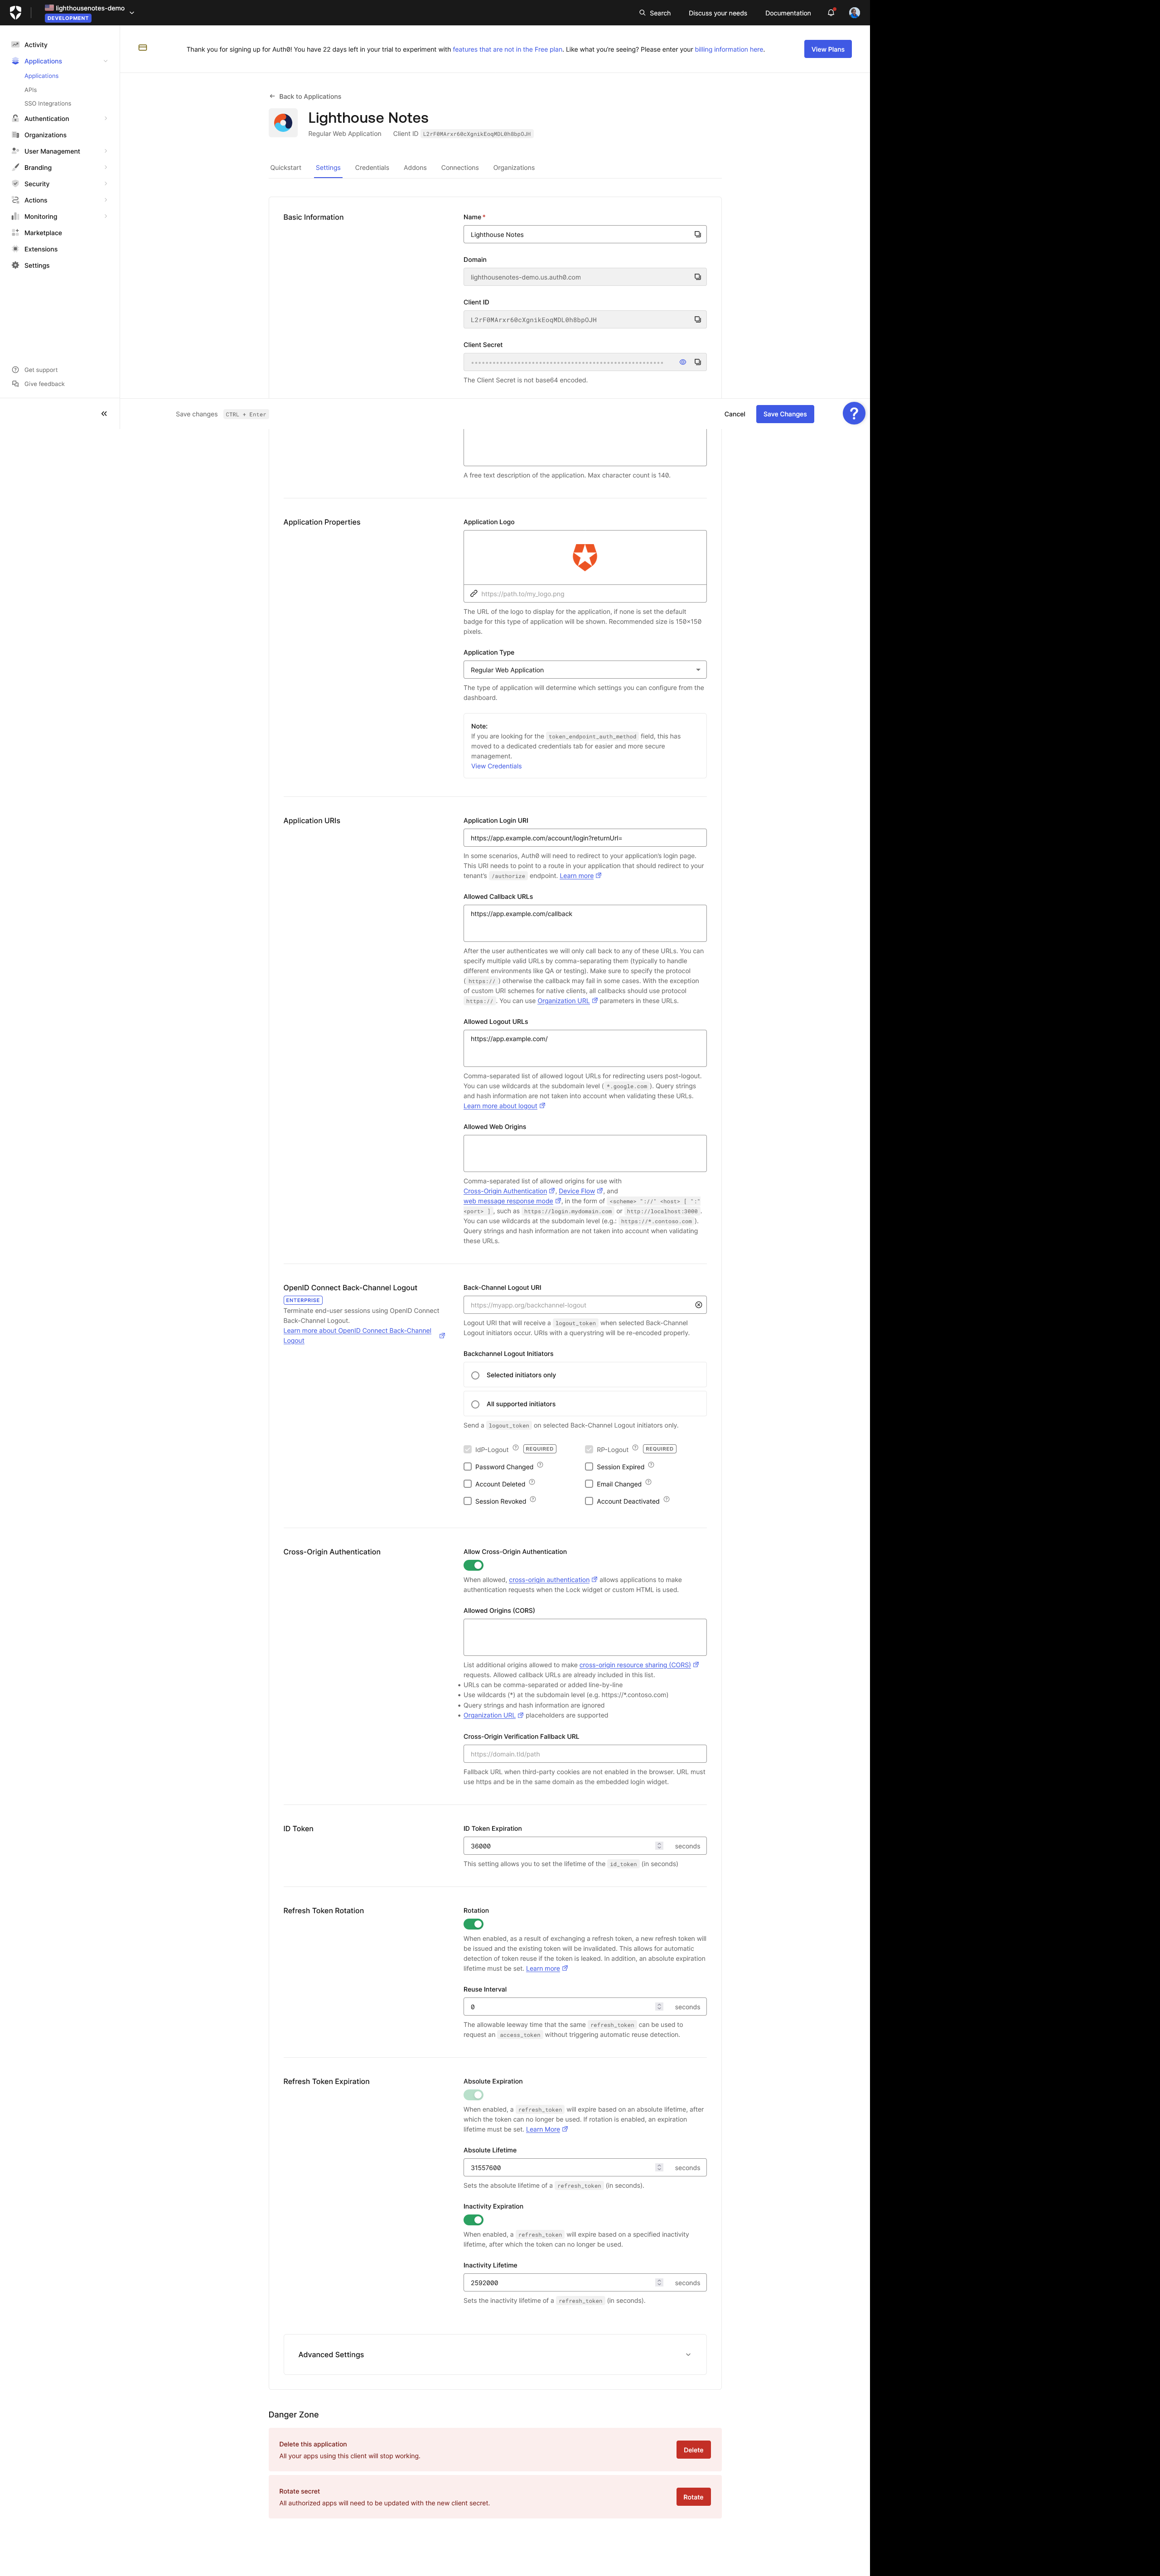 lighthousenotes-demo
DEVELOPMENT
Search
Discuss your needs
Documentation
Activity
Applications
Applications
APIs
SSO Integrations
Authentication
Organizations
User Management
Branding
Security
Actions
Monitoring
Marketplace
Extensions
Settings
Get support
Give feedback
Thank you for signing up for Auth0! You have 22 days left in your trial to experiment with features that are not in the Free plan. Like what you're seeing? Please enter your billing information here.
View Plans
Back to Applications
Lighthouse Notes
Regular Web Application
Client ID
Quickstart
Settings
Credentials
Addons
Connections
Organizations
Basic Information
Name *
Lighthouse Notes
Domain
lighthousenotes-demo.us.auth0.com
Client ID
Client Secret
The Client Secret is not base64 encoded.
Save changes
CTRL + Enter
Cancel
Save Changes
?
A free text description of the application. Max character count is 140.
Application Properties
Application Logo
https://path.to/my_logo.png
The URL of the logo to display for the application, if none is set the default
badge for this type of application will be shown. Recommended size is 150x150
pixels.
Application Type
Regular Web Application
The type of application will determine which settings you can configure from the
dashboard.
Note:
If you are looking for the token_endpoint_auth_method field, this has
moved to a dedicated credentials tab for easier and more secure
management.
View Credentials
Application URIs
Application Login URI
https://app.example.com/account/login?returnUrl=
In some scenarios, Auth0 will need to redirect to your application's login page.
This URI needs to point to a route in your application that should redirect to your
tenant's /authorize endpoint. Learn more
Allowed Callback URLs
https://app.example.com/callback
After the user authenticates we will only call back to any of these URLs. You can
specify multiple valid URLs by comma-separating them (typically to handle
different environments like QA or testing). Make sure to specify the protocol
( https:// ) otherwise the callback may fail in some cases. With the exception
of custom URI schemes for native clients, all callbacks should use protocol
https:// . You can use Organization URL parameters in these URLs.
Allowed Logout URLs
https://app.example.com/
Comma-separated list of allowed logout URLs for redirecting users post-logout.
You can use wildcards at the subdomain level ( *.google.com ). Query strings
and hash information are not taken into account when validating these URLs.
Learn more about logout
Allowed Web Origins
Comma-separated list of allowed origins for use with
Cross-Origin Authentication , Device Flow , and
web message response mode , in the form of <scheme> "://" <host> [ ":"
<port> ] , such as https://login.mydomain.com or http://localhost:3000 .
You can use wildcards at the subdomain level (e.g.: https://*.contoso.com ).
Query strings and hash information are not taken into account when validating
these URLs.
OpenID Connect Back-Channel Logout
ENTERPRISE
Terminate end-user sessions using OpenID Connect
Back-Channel Logout.
Learn more about OpenID Connect Back-Channel
Logout
Back-Channel Logout URI
https://myapp.org/backchannel-logout
Logout URI that will receive a logout_token when selected Back-Channel
Logout initiators occur. URIs with a querystring will be re-encoded properly.
Backchannel Logout Initiators
Selected initiators only
All supported initiators
Send a logout_token on selected Back-Channel Logout initiators only.
IdP-Logout REQUIRED
RP-Logout REQUIRED
Password Changed
Session Expired
Account Deleted
Email Changed
Session Revoked
Account Deactivated
Cross-Origin Authentication
Allow Cross-Origin Authentication
When allowed, cross-origin authentication allows applications to make
authentication requests when the Lock widget or custom HTML is used.
Allowed Origins (CORS)
List additional origins allowed to make cross-origin resource sharing (CORS)
requests. Allowed callback URLs are already included in this list.
• URLs can be comma-separated or added line-by-line
• Use wildcards (*) at the subdomain level (e.g. https://*.contoso.com)
• Query strings and hash information are ignored
• Organization URL placeholders are supported
Cross-Origin Verification Fallback URL
https://domain.tld/path
Fallback URL when third-party cookies are not enabled in the browser. URL must
use https and be in the same domain as the embedded login widget.
ID Token
ID Token Expiration
36000
seconds
This setting allows you to set the lifetime of the id_token (in seconds)
Refresh Token Rotation
Rotation
When enabled, as a result of exchanging a refresh token, a new refresh token will
be issued and the existing token will be invalidated. This allows for automatic
detection of token reuse if the token is leaked. In addition, an absolute expiration
lifetime must be set. Learn more
Reuse Interval
0
seconds
The allowable leeway time that the same refresh_token can be used to
request an access_token without triggering automatic reuse detection.
Refresh Token Expiration
Absolute Expiration
When enabled, a refresh_token will expire based on an absolute lifetime, after
which the token can no longer be used. If rotation is enabled, an expiration
lifetime must be set. Learn More
Absolute Lifetime
31557600
seconds
Sets the absolute lifetime of a refresh_token (in seconds).
Inactivity Expiration
When enabled, a refresh_token will expire based on a specified inactivity
lifetime, after which the token can no longer be used.
Inactivity Lifetime
2592000
seconds
Sets the inactivity lifetime of a refresh_token (in seconds).
Advanced Settings
Danger Zone
Delete this application
All your apps using this client will stop working.
Delete
Rotate secret
All authorized apps will need to be updated with the new client secret.
Rotate